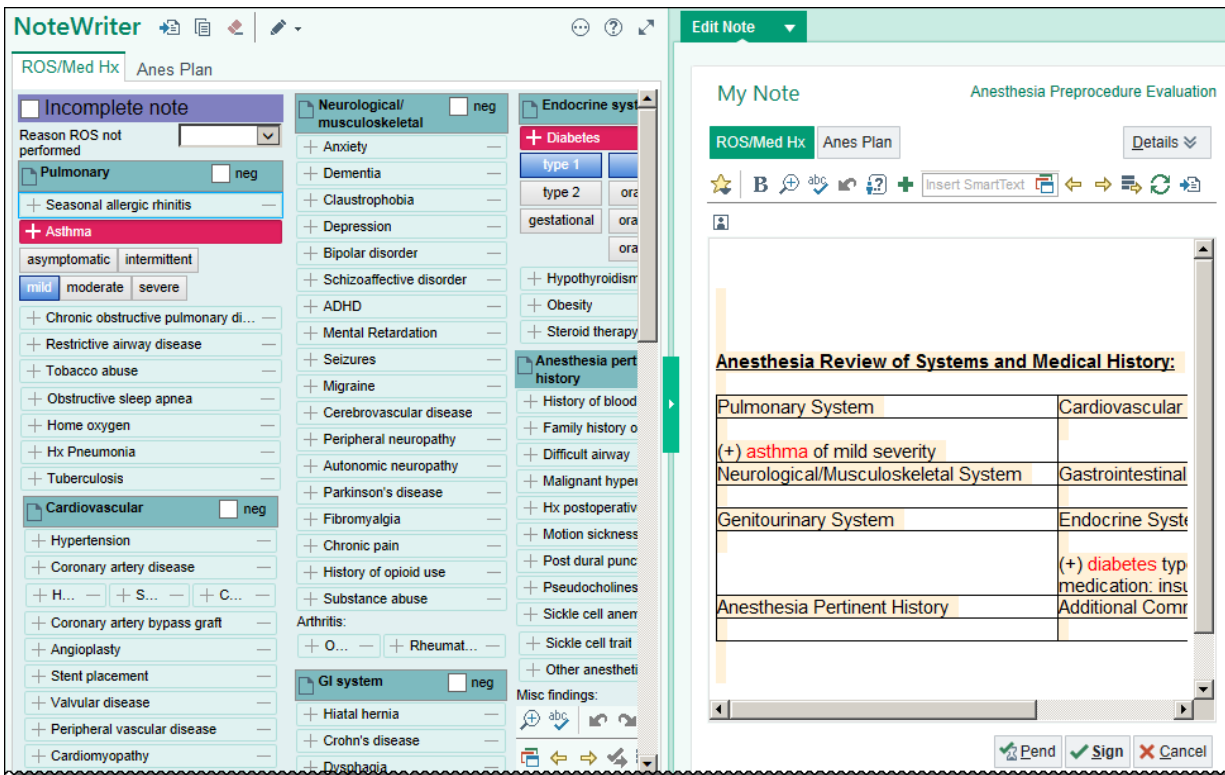 NoteWriter
ROS/Med Hx Anes Plan
Incomplete note
Reason ROS not
performed
Pulmonary neg
Seasonal allergic rhinitis
Asthma
asymptomatic intermittent
mild moderate severe
Chronic obstructive pulmonary di...
Restrictive airway disease
Tobacco abuse
Obstructive sleep apnea
Home oxygen
Hx Pneumonia
Tuberculosis
Cardiovascular neg
Hypertension
Coronary artery disease
H... S... C...
Coronary artery bypass graft
Angioplasty
Stent placement
Valvular disease
Peripheral vascular disease
Cardiomyopathy
Neurological/
musculoskeletal neg
Anxiety
Dementia
Claustrophobia
Depression
Bipolar disorder
Schizoaffective disorder
ADHD
Mental Retardation
Seizures
Migraine
Cerebrovascular disease
Peripheral neuropathy
Autonomic neuropathy
Parkinson's disease
Fibromyalgia
Chronic pain
History of opioid use
Substance abuse
Arthritis:
O... Rheumat...
GI system neg
Hiatal hernia
Crohn's disease
Dysphagia
Endocrine syst
Diabetes
type 1
type 2 ora
gestational ora
ora
Hypothyroidism
Obesity
Steroid therapy
Anesthesia pert
history
History of blood
Family history o
Difficult airway
Malignant hyper
Hx postoperativ
Motion sickness
Post dural punc
Pseudocholines
Sickle cell anem
Sickle cell trait
Other anestheti
Misc findings:
abc
Edit Note
My Note Anesthesia Preprocedure Evaluation
ROS/Med Hx Anes Plan Details
B abc Insert SmartText
Anesthesia Review of Systems and Medical History:
Pulmonary System Cardiovascular
(+) asthma of mild severity
Neurological/Musculoskeletal System Gastrointestinal
Genitourinary System Endocrine Syste
(+) diabetes typ
medication: insu
Anesthesia Pertinent History Additional Comr
Pend Sign Cancel